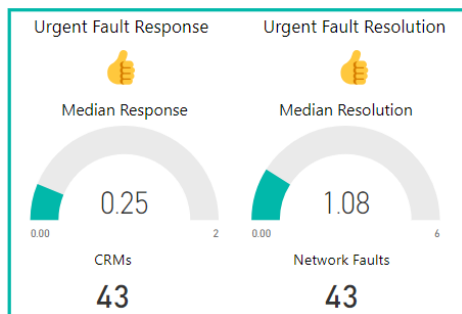 Urgent Fault Response
Median Response
0.25
0.00 2
CRMs
43
Urgent Fault Resolution
Median Resolution
1.08
0.00 6
Network Faults
43